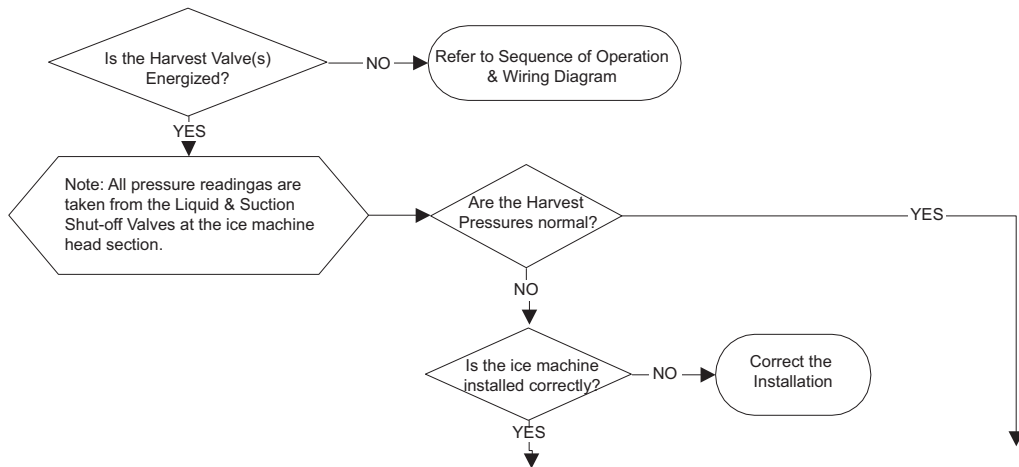 Is the Harvest Valve(s)
Energized?
NO
Refer to Sequence of Operation
& Wiring Diagram
YES
Note: All pressure readingas are
taken from the Liquid & Suction
Shut-off Valves at the ice machine
head section.
Are the Harvest
Pressures normal?
YES
NO
Is the ice machine
installed correctly?
NO
Correct the
Installation
YES